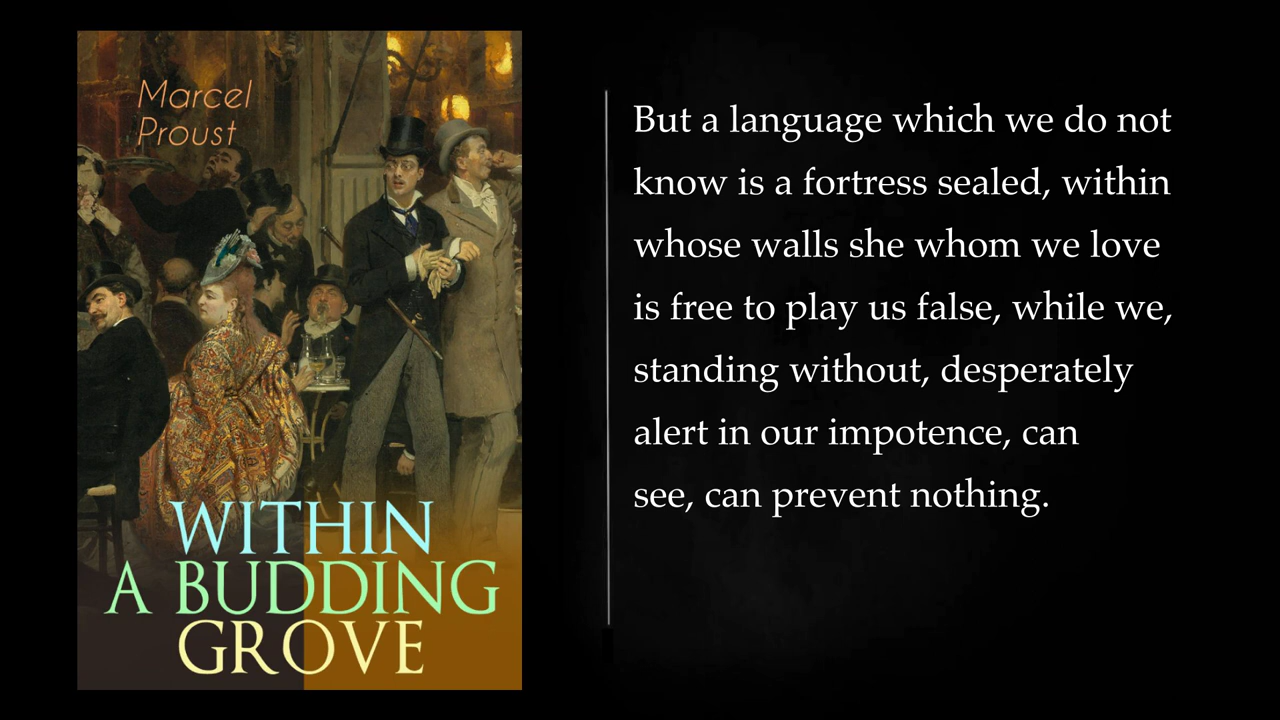 Marcel
Proust
WITHIN
A BUDDING
GROVE
But a language which we do not
know is a fortress sealed, within
whose walls she whom we love
is free to play us false, while we,
standing without, desperately
alert in our impotence, can
see, can prevent nothing.